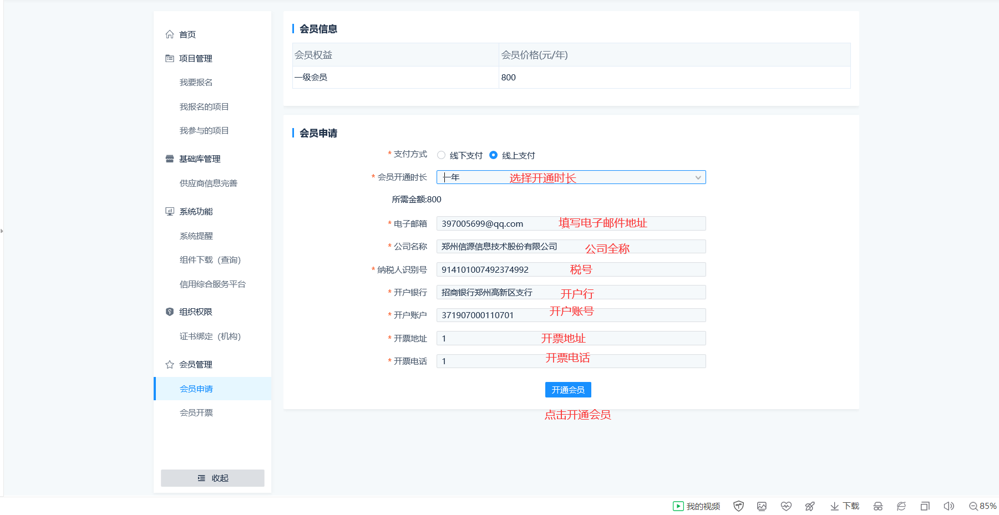 首页
项目管理
我要报名
我报名的项目
我参与的项目
基础库管理
供应商信息完善
系统功能
系统提醒
组件下载（查询）
信用综合服务平台
组织权限
证书绑定（机构）
会员管理
会员申请
会员开票
收起
会员信息
会员权益 会员价格(元/年)
一级会员 800
会员申请
* 支付方式 线下支付 线上支付
* 会员开通时长 一年 选择开通时长
所需金额:800
* 电子邮箱 397005699@qq.com 填写电子邮件地址
* 公司名称 郑州信源信息技术股份有限公司 公司全称
* 纳税人识别号 914101007492374992 税号
* 开户银行 招商银行郑州高新区支行 开户行
* 开户账户 371907000110701 开户账号
* 开票地址 1 开票地址
* 开票电话 1 开票电话
开通会员
点击开通会员
我的视频 下载 85%